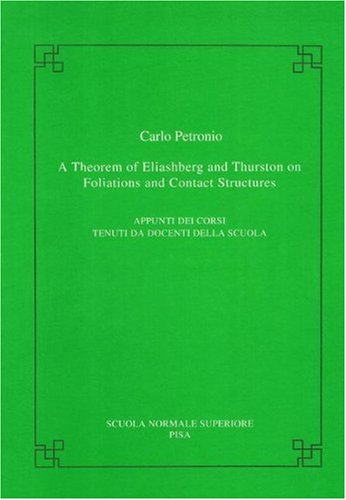 Carlo Petronio
A Theorem of Eliashberg and Thurston on
Foliations and Contact Structures
APPUNTI DEI CORSI
TENUTI DA DOCENTI DELLA SCUOLA
SCUOLA NORMALE SUPERIORE
PISA